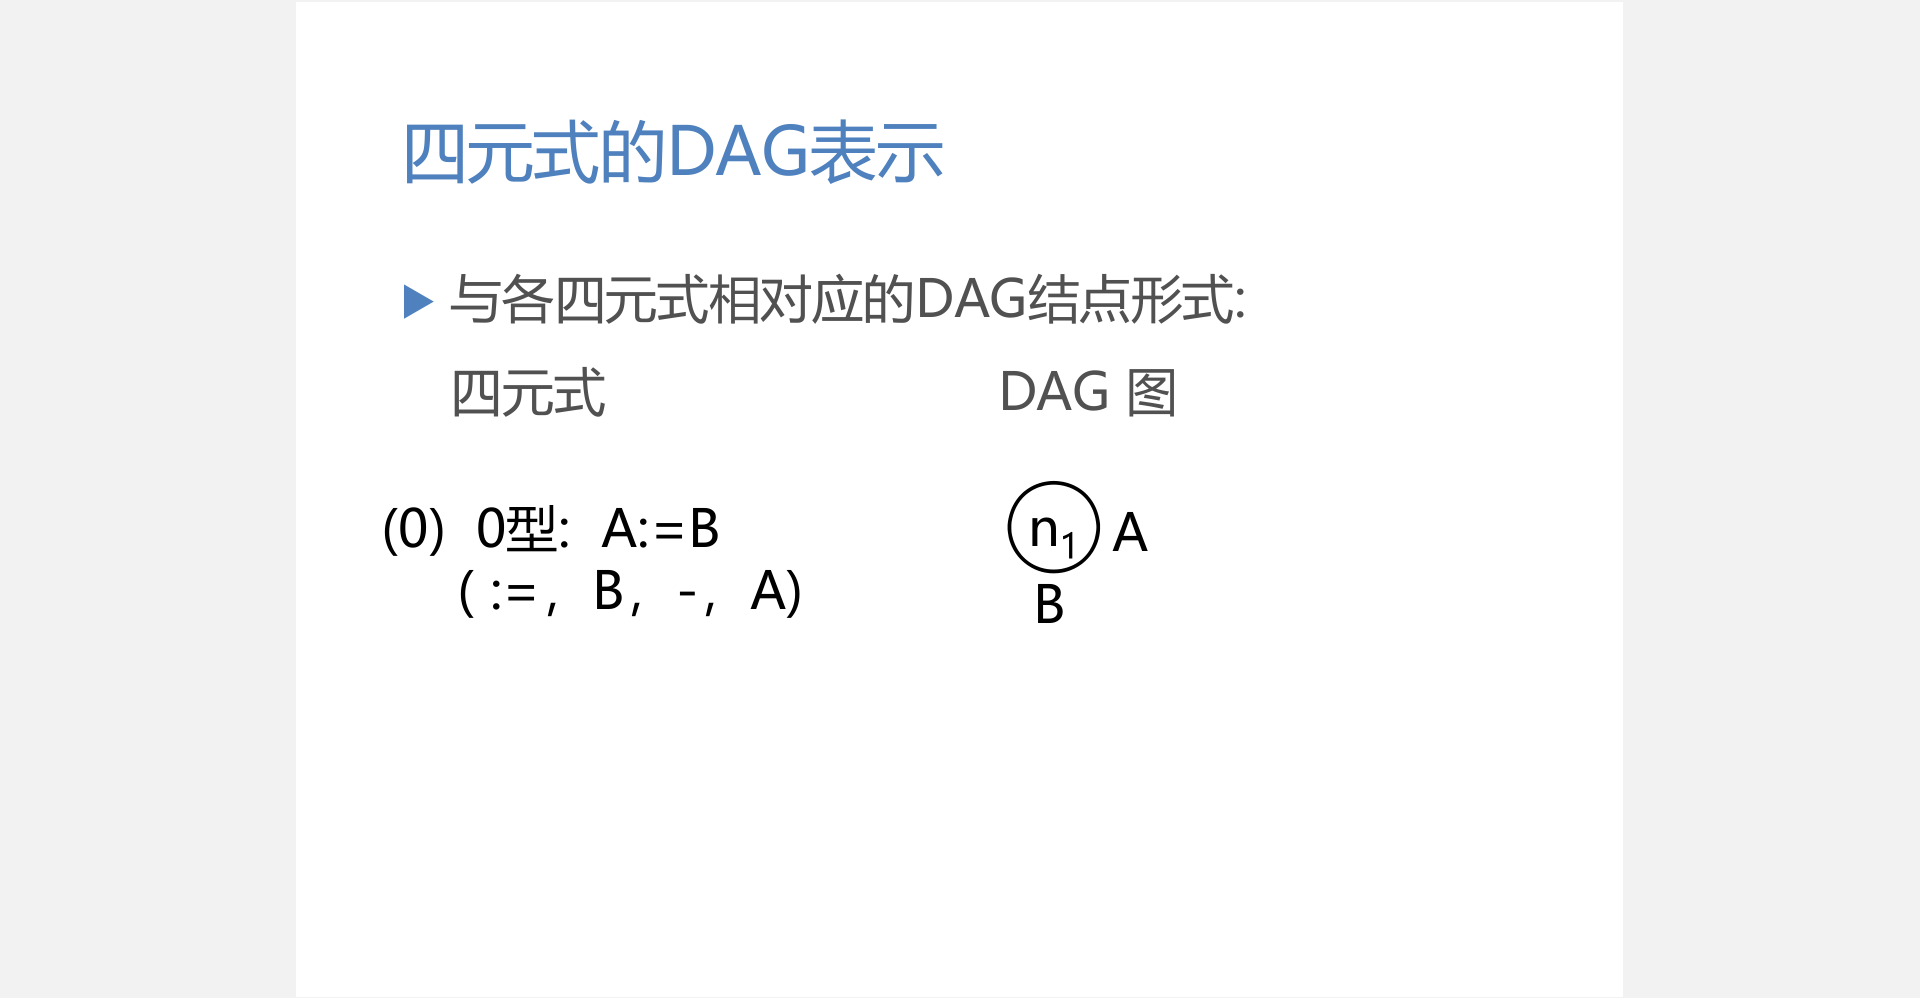 四元式的DAG表示
与各四元式相对应的DAG结点形式:
四元式 DAG 图
(0) 0型: A:=B
( :=, B, -, A)
n₁ A
B